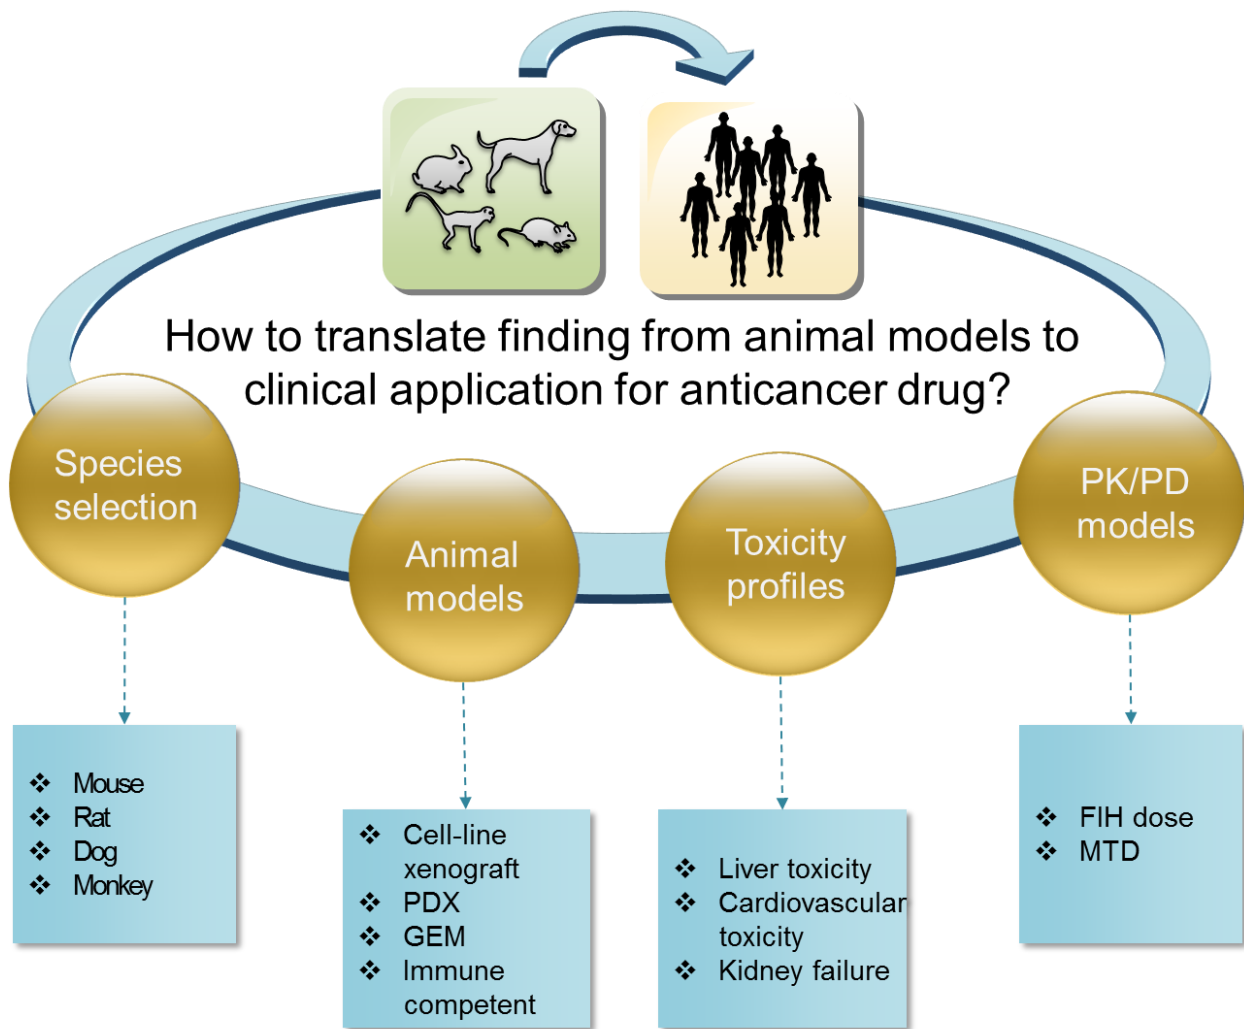 How to translate finding from animal models to
clinical application for anticancer drug?
Species
selection
Animal
models
Toxicity
profiles
PK/PD
models
❖ Mouse
❖ Rat
❖ Dog
❖ Monkey
❖ Cell-line
xenograft
❖ PDX
❖ GEM
❖ Immune
competent
❖ Liver toxicity
❖ Cardiovascular
toxicity
❖ Kidney failure
❖ FIH dose
❖ MTD